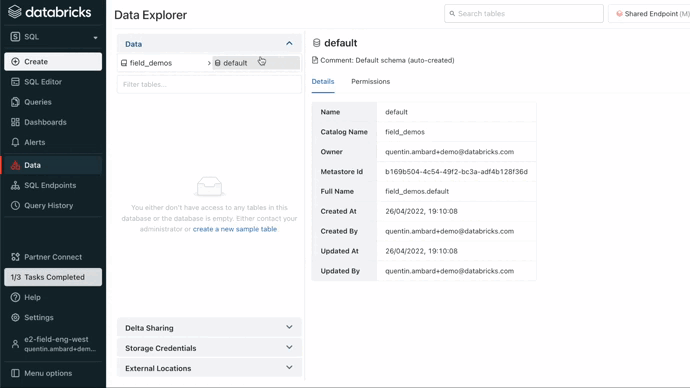 databricks
SQL
Create
SQL Editor
Queries
Dashboards
Alerts
Data
SQL Endpoints
Query History
Partner Connect
1/3 Tasks Completed
Help
Settings
e2-field-eng-west
quentin.ambard+dem...
Menu options
Data Explorer
Search tables
Shared Endpoint (M)
Data
field_demos > default
Filter tables...
You either don't have access to any tables in this
database or the database is empty. Either contact your
administrator or create a new sample table.
Delta Sharing
Storage Credentials
External Locations
default
Comment: Default schema (auto-created)
Details Permissions
Name default
Catalog Name field_demos
Owner quentin.ambard+demo@databricks.com
Metastore Id b169b504-4c54-49f2-bc3a-adf4b128f36d
Full Name field_demos.default
Created At 26/04/2022, 19:10:08
Created By quentin.ambard+demo@databricks.com
Updated At 26/04/2022, 19:10:08
Updated By quentin.ambard+demo@databricks.com